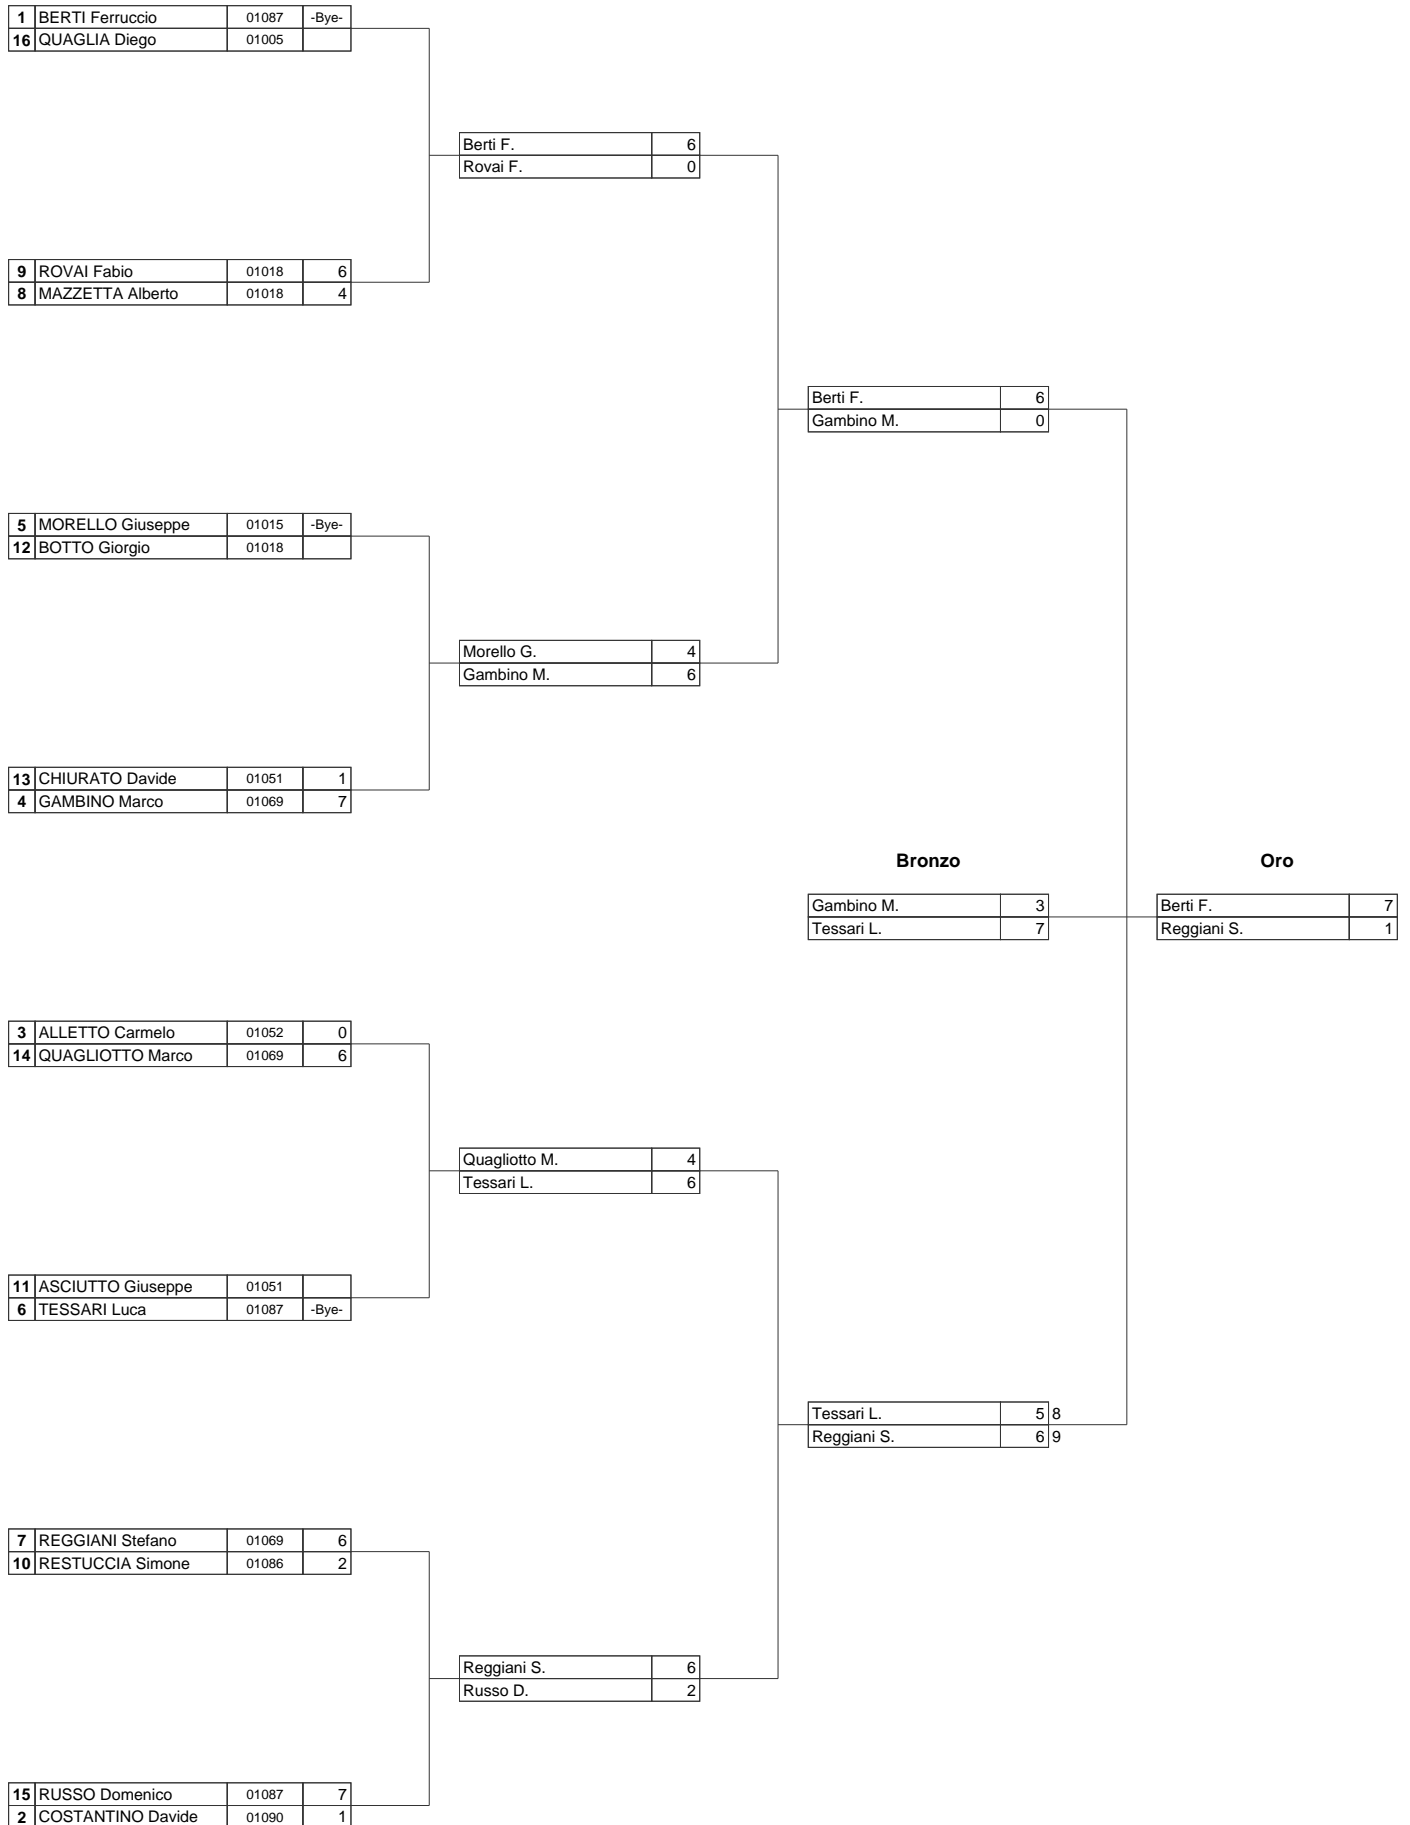 1 BERTI Ferruccio 01087 -Bye-
16 QUAGLIA Diego 01005
Berti F. 6
Rovai F. 0
9 ROVAI Fabio 01018 6
8 MAZZETTA Alberto 01018 4
Berti F. 6
Gambino M. 0
5 MORELLO Giuseppe 01015 -Bye-
12 BOTTO Giorgio 01018
Morello G. 4
Gambino M. 6
13 CHIURATO Davide 01051 1
4 GAMBINO Marco 01069 7
Bronzo Oro
Gambino M. 3 Berti F. 7
Tessari L. 7 Reggiani S. 1
3 ALLETTO Carmelo 01052 0
14 QUAGLIOTTO Marco 01069 6
Quagliotto M. 4
Tessari L. 6
11 ASCIUTTO Giuseppe 01051
6 TESSARI Luca 01087 -Bye-
Tessari L. 5 8
Reggiani S. 6 9
7 REGGIANI Stefano 01069 6
10 RESTUCCIA Simone 01086 2
Reggiani S. 6
Russo D. 2
15 RUSSO Domenico 01087 7
2 COSTANTINO Davide 01090 1